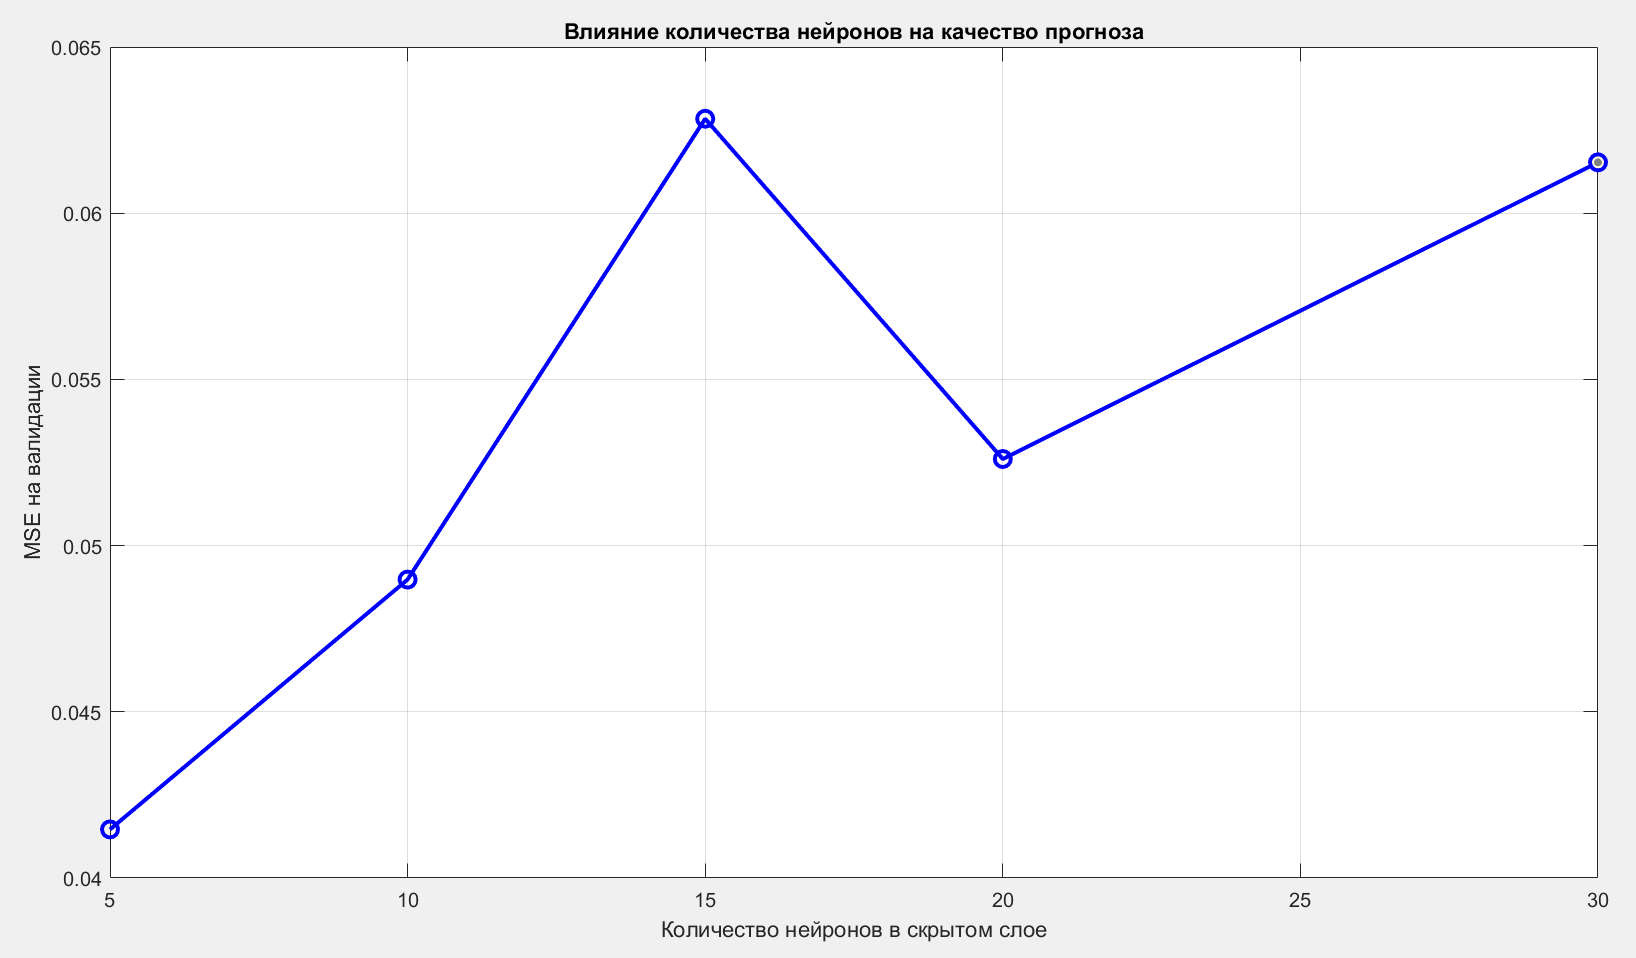 Влияние количества нейронов на качество прогноза
0.065
0.06
0.055
0.05
0.045
0.04
MSE на валидации
5 10 15 20 25 30
Количество нейронов в скрытом слое